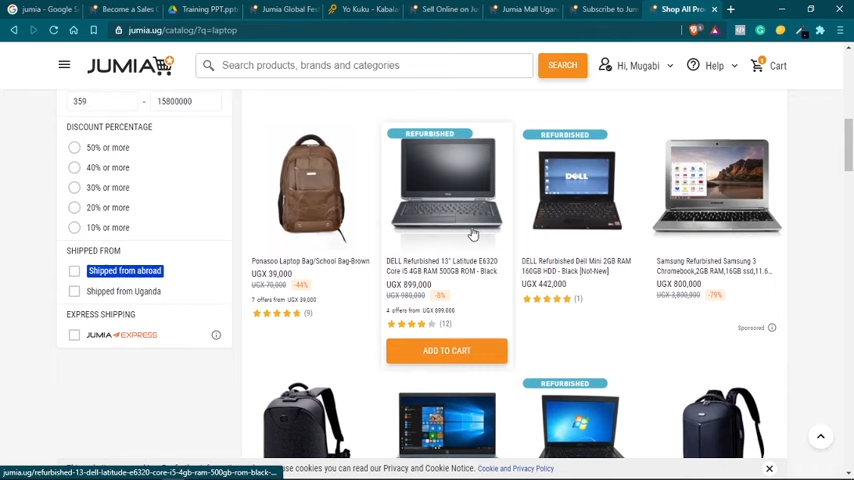 jumia - Google S
Become a Sales C
Training PPT.ppt
Jumia Global Fest
Yo Kuku - Kabala
Sell Online on Ju
Jumia Mall Ugan
Subscribe to Jum
Shop All Pro
jumia.ug/catalog/?q=laptop
JUMIA
Search products, brands and categories
SEARCH
Hi, Mugabi
Help
Cart
359 - 15800000
DISCOUNT PERCENTAGE
50% or more
40% or more
30% or more
20% or more
10% or more
SHIPPED FROM
Shipped from abroad
Shipped from Uganda
EXPRESS SHIPPING
JUMIA EXPRESS
Ponasoo Laptop Bag/School Bag-Brown
UGX 39,000
UGX 70,000 -44%
7 offers from UGX 39,000
(9)
REFURBISHED
DELL Refurbished 13" Latitude E6320
Core i5 4GB RAM 500GB ROM - Black
UGX 899,000
UGX 980,000 -8%
4 offers from UGX 899,000
(12)
ADD TO CART
REFURBISHED
DELL
DELL Refurbished Dell Mini 2GB RAM
160GB HDD - Black [Not-New]
UGX 442,000
(1)
Samsung Refurbished Samsung 3
Chromebook,2GB RAM,16GB ssd,11.6...
UGX 800,000
UGX 3,800,000 -79%
Sponsored
REFURBISHED
use cookies you can read our Privacy and Cookie Notice. Cookie and Privacy Policy
jumia.ug/refurbished-13-dell-latitude-e6320-core-i5-4gb-ram-500gb-rom-black-...